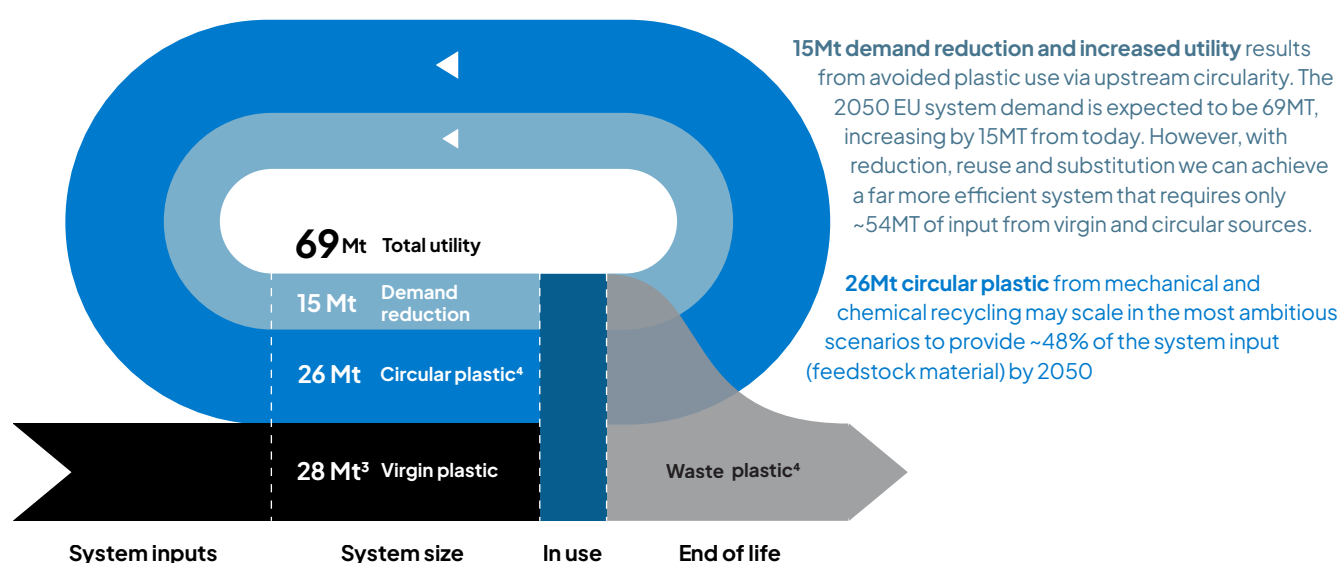 15Mt demand reduction and increased utility results
from avoided plastic use via upstream circularity. The
2050 EU system demand is expected to be 69MT,
increasing by 15MT from today. However, with
reduction, reuse and substitution we can achieve
a far more efficient system that requires only
~54MT of input from virgin and circular sources.
26Mt circular plastic from mechanical and
chemical recycling may scale in the most ambitious
scenarios to provide ~48% of the system input
(feedstock material) by 2050
69 Mt Total utility
15 Mt Demand
reduction
26 Mt Circular plastic⁴
28 Mt³ Virgin plastic
Waste plastic⁴
System inputs
System size
In use
End of life